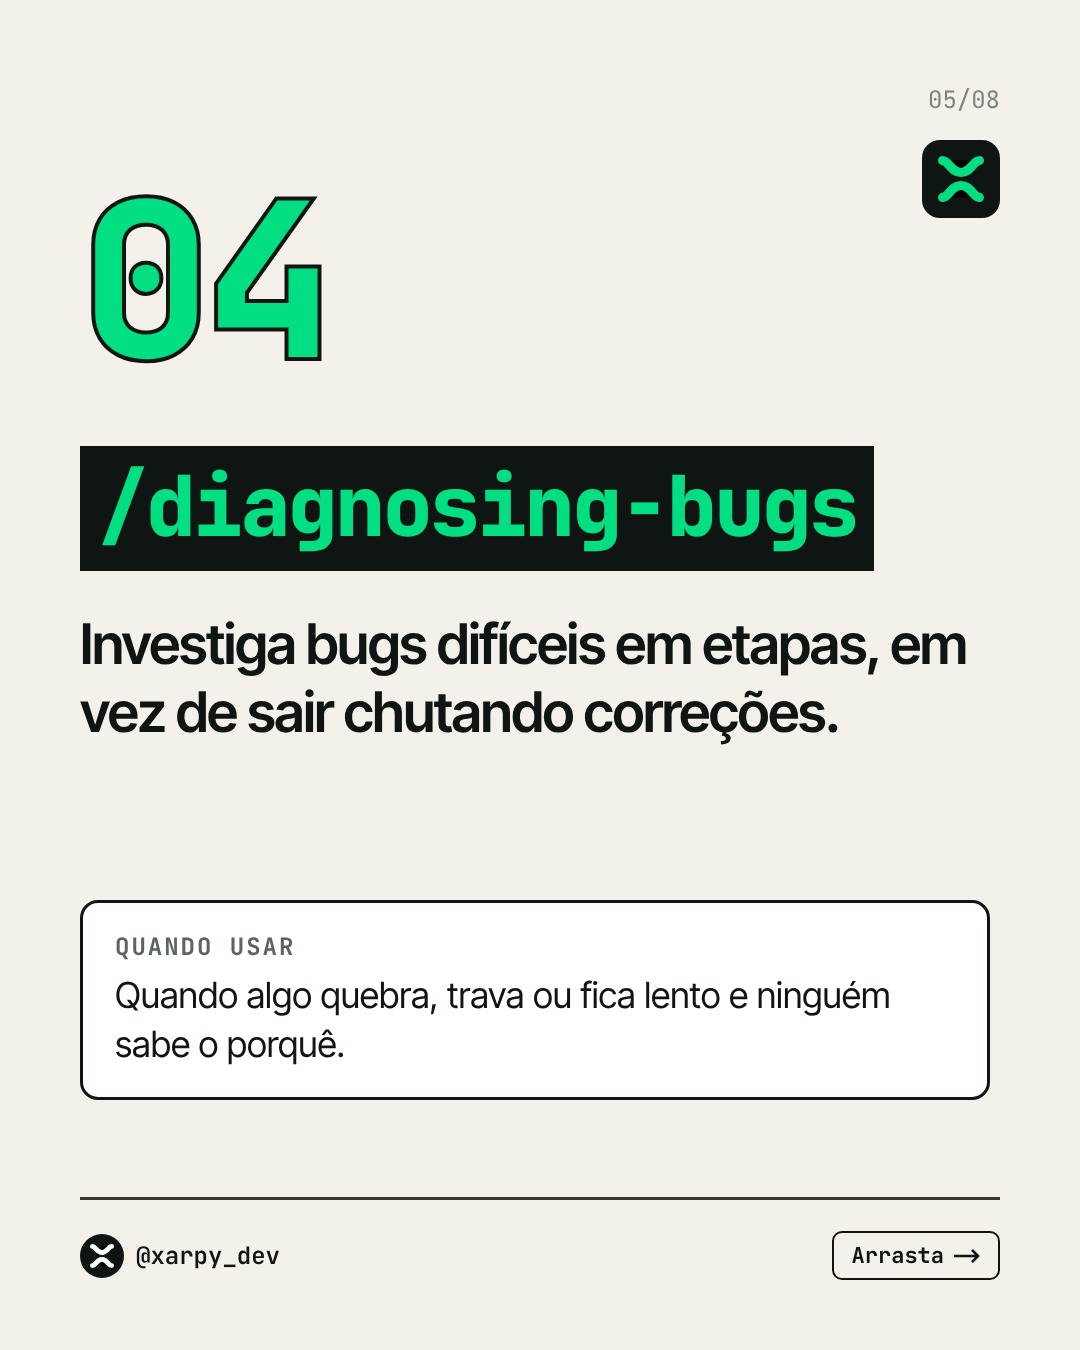 05/08
04
/diagnosing-bugs
Investiga bugs difíceis em etapas, em
vez de sair chutando correções.
QUANDO USAR
Quando algo quebra, trava ou fica lento e ninguém
sabe o porquê.
@xarpy_dev
Arrasta →